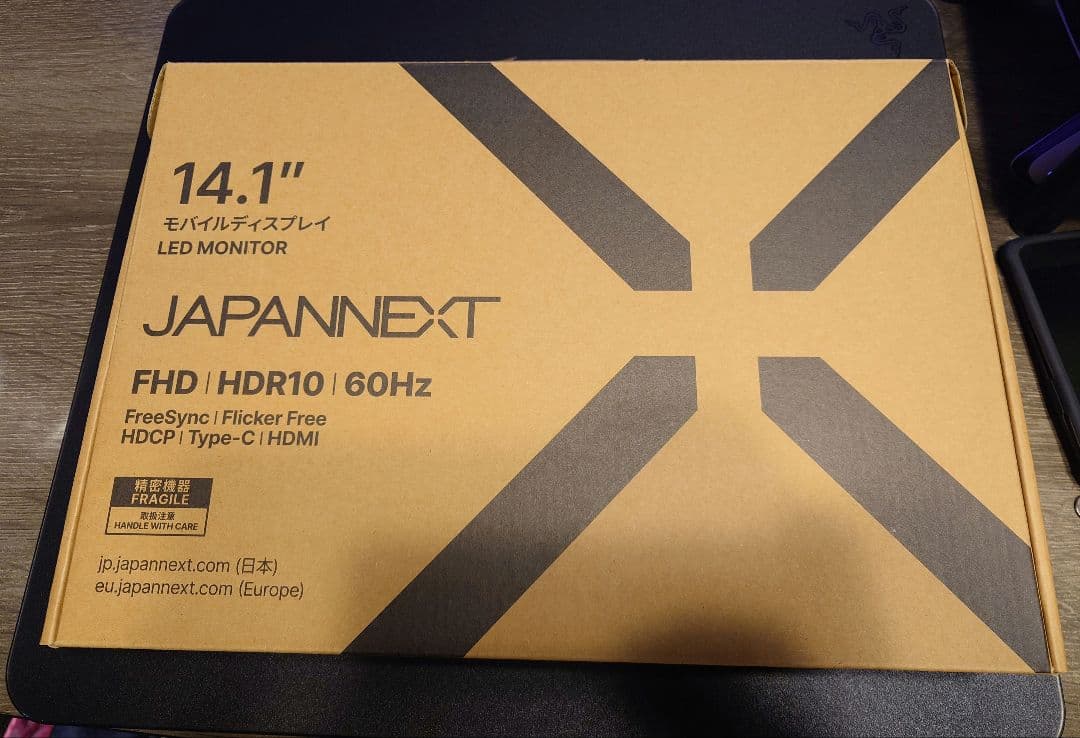 14.1"
モバイルディスプレイ
LED MONITOR
JAPANNEXT
FHD | HDR10 | 60Hz
FreeSync | Flicker Free
HDCP | Type-C | HDMI
精密機器
FRAGILE
取扱注意
HANDLE WITH CARE
jp.japannext.com (日本)
eu.japannext.com (Europe)